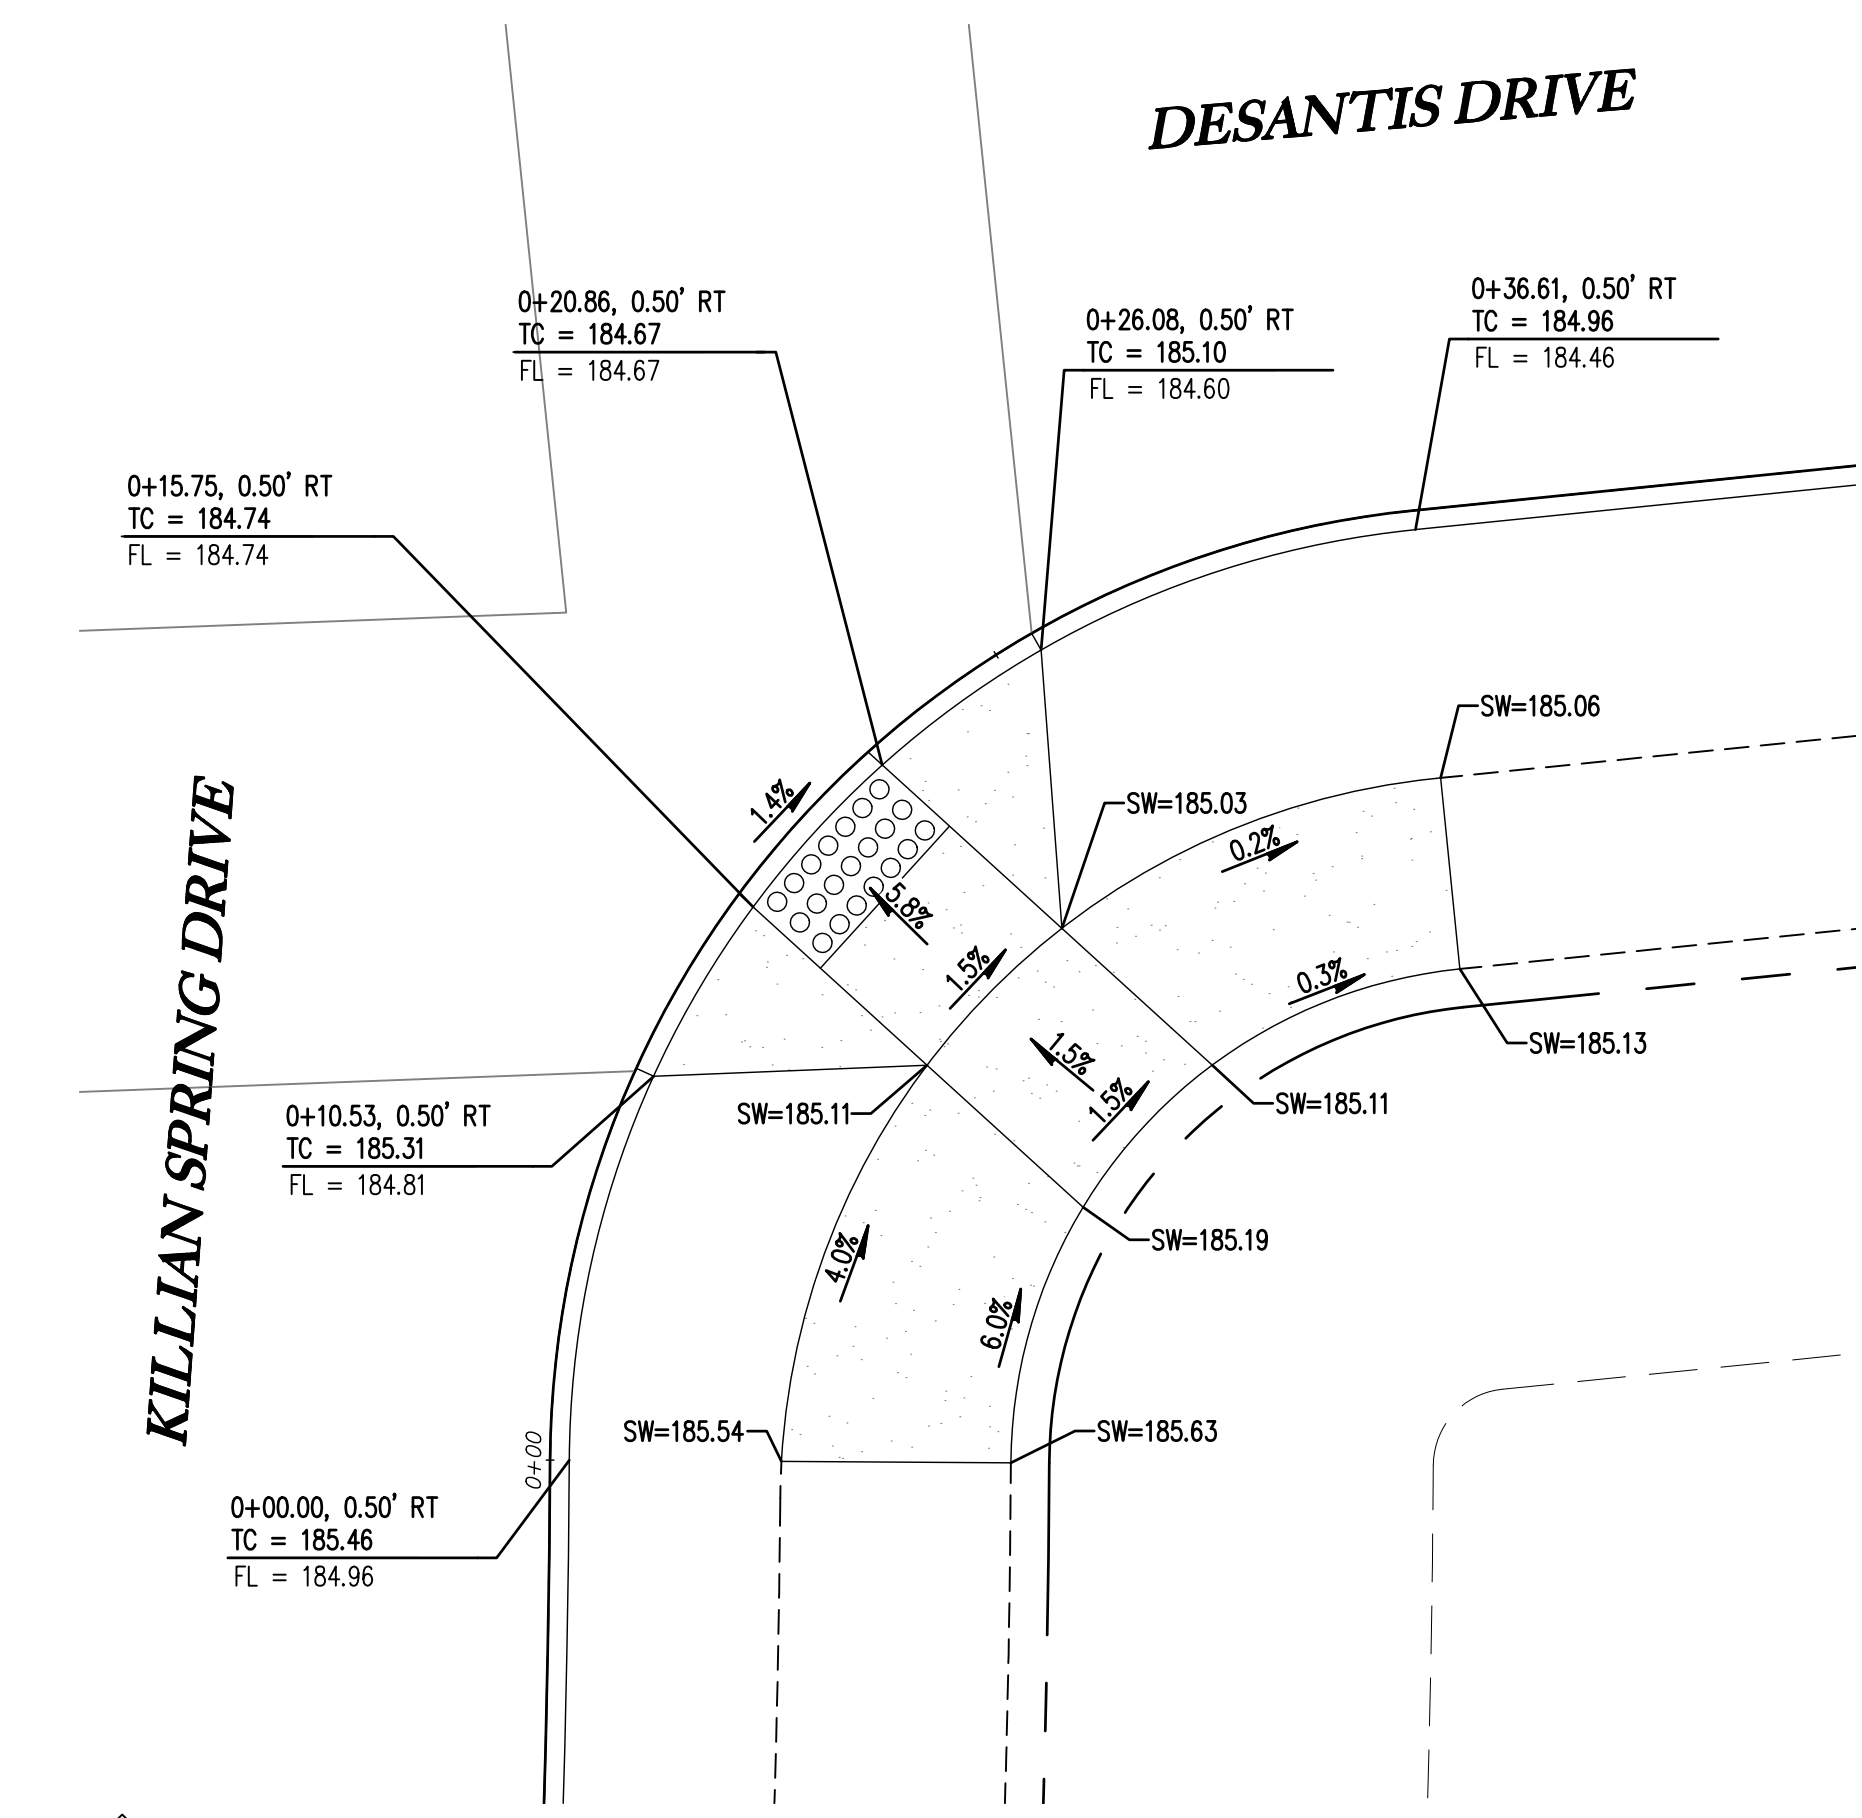 DESANTIS DRIVE
0+36.61, 0.50' RT
TC = 184.96
FL = 184.46
0+20.86, 0.50' RT
TC = 184.67
FL = 184.67
0+26.08, 0.50' RT
TC = 185.10
FL = 184.60
0+15.75, 0.50' RT
TC = 184.74
FL = 184.74
SW=185.06
1.4%
SW=185.03
0.2%
5.8%
1.5%
0.3%
KILLIAN SPRING DRIVE
1.5%
SW=185.13
1.5%
SW=185.11
SW=185.11
0+10.53, 0.50' RT
TC = 185.31
FL = 184.81
SW=185.19
4.0%
6.0%
SW=185.54
SW=185.63
0+00
0+00.00, 0.50' RT
TC = 185.46
FL = 184.96